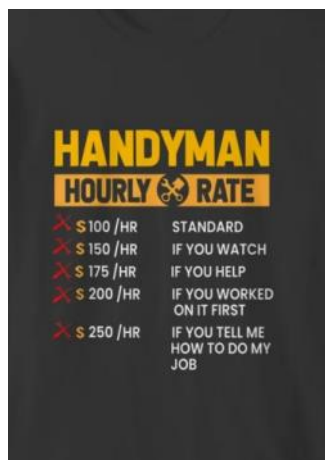 HANDYMAN
HOURLY RATE
$ 100 /HR STANDARD
$ 150 /HR IF YOU WATCH
$ 175 /HR IF YOU HELP
$ 200 /HR IF YOU WORKED
ON IT FIRST
$ 250 /HR IF YOU TELL ME
HOW TO DO MY
JOB